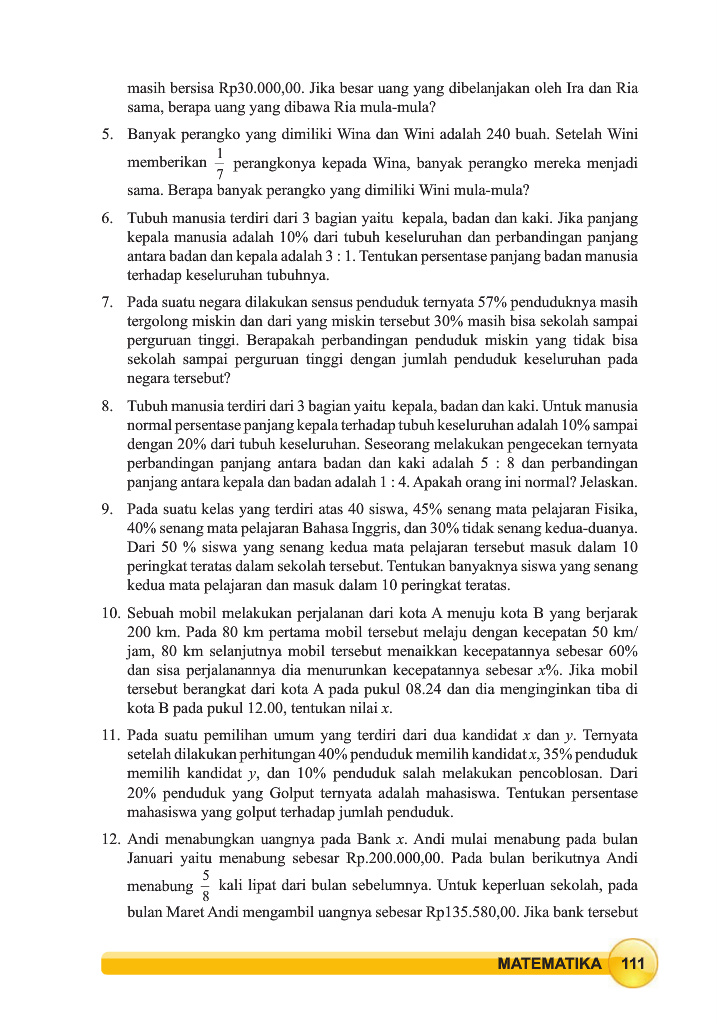 masih bersisa Rp30.000,00. Jika besar uang yang dibelanjakan oleh Ira dan Ria
sama, berapa uang yang dibawa Ria mula-mula?
5. Banyak perangko yang dimiliki Wina dan Wini adalah 240 buah. Setelah Wini
memberikan 1/7 perangkonya kepada Wina, banyak perangko mereka menjadi
sama. Berapa banyak perangko yang dimiliki Wini mula-mula?
6. Tubuh manusia terdiri dari 3 bagian yaitu kepala, badan dan kaki. Jika panjang
kepala manusia adalah 10% dari tubuh keseluruhan dan perbandingan panjang
antara badan dan kepala adalah 3 : 1. Tentukan persentase panjang badan manusia
terhadap keseluruhan tubuhnya.
7. Pada suatu negara dilakukan sensus penduduk ternyata 57% penduduknya masih
tergolong miskin dan dari yang miskin tersebut 30% masih bisa sekolah sampai
perguruan tinggi. Berapakah perbandingan penduduk miskin yang tidak bisa
sekolah sampai perguruan tinggi dengan jumlah penduduk keseluruhan pada
negara tersebut?
8. Tubuh manusia terdiri dari 3 bagian yaitu kepala, badan dan kaki. Untuk manusia
normal persentase panjang kepala terhadap tubuh keseluruhan adalah 10% sampai
dengan 20% dari tubuh keseluruhan. Seseorang melakukan pengecekan ternyata
perbandingan panjang antara badan dan kaki adalah 5 : 8 dan perbandingan
panjang antara kepala dan badan adalah 1 : 4. Apakah orang ini normal? Jelaskan.
9. Pada suatu kelas yang terdiri atas 40 siswa, 45% senang mata pelajaran Fisika,
40% senang mata pelajaran Bahasa Inggris, dan 30% tidak senang kedua-duanya.
Dari 50 % siswa yang senang kedua mata pelajaran tersebut masuk dalam 10
peringkat teratas dalam sekolah tersebut. Tentukan banyaknya siswa yang senang
kedua mata pelajaran dan masuk dalam 10 peringkat teratas.
10. Sebuah mobil melakukan perjalanan dari kota A menuju kota B yang berjarak
200 km. Pada 80 km pertama mobil tersebut melaju dengan kecepatan 50 km/
jam, 80 km selanjutnya mobil tersebut menaikkan kecepatannya sebesar 60%
dan sisa perjalanannya dia menurunkan kecepatannya sebesar x%. Jika mobil
tersebut berangkat dari kota A pada pukul 08.24 dan dia menginginkan tiba di
kota B pada pukul 12.00, tentukan nilai x.
11. Pada suatu pemilihan umum yang terdiri dari dua kandidat x dan y. Ternyata
setelah dilakukan perhitungan 40% penduduk memilih kandidat x, 35% penduduk
memilih kandidat y, dan 10% penduduk salah melakukan pencoblosan. Dari
20% penduduk yang Golput ternyata adalah mahasiswa. Tentukan persentase
mahasiswa yang golput terhadap jumlah penduduk.
12. Andi menabungkan uangnya pada Bank x. Andi mulai menabung pada bulan
Januari yaitu menabung sebesar Rp.200.000,00. Pada bulan berikutnya Andi
menabung 5/8 kali lipat dari bulan sebelumnya. Untuk keperluan sekolah, pada
bulan Maret Andi mengambil uangnya sebesar Rp135.580,00. Jika bank tersebut
MATEMATIKA 111